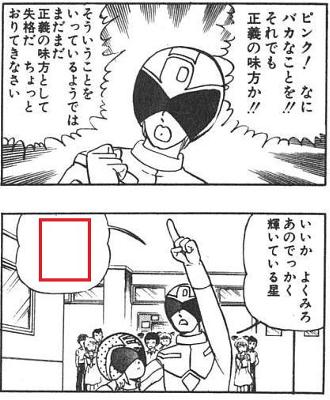 ピンク！　なに
バカなことを!!
それでも
正義の味方か!!
そういうことを
いっているようでは
まだまだ
正義の味方として
失格だ　ちょっと
おりてきなさい
いいか　よくみろ
あのでっかく
輝いている星